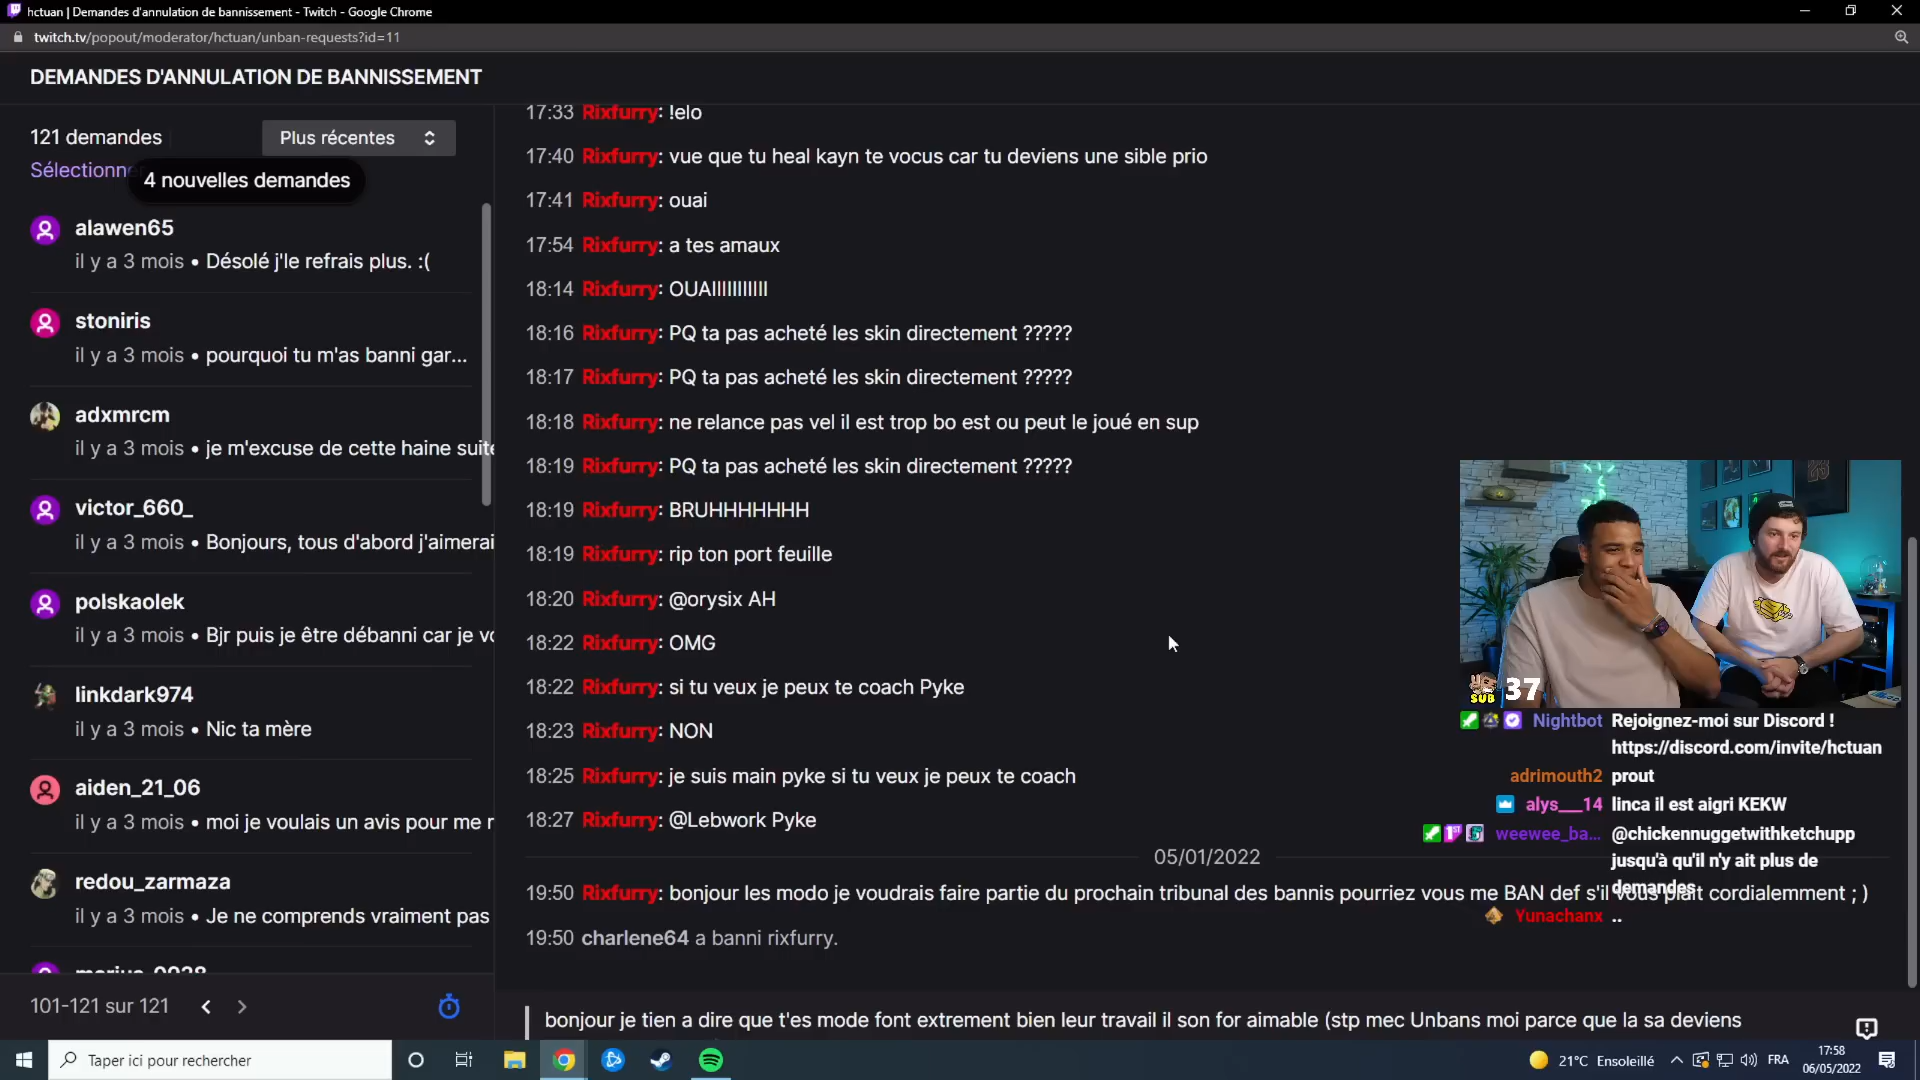 hctuan | Demandes d'annulation de bannissement - Twitch - Google Chrome
twitch.tv/popout/moderator/hctuan/unban-requests?id=11
DEMANDES D'ANNULATION DE BANNISSEMENT
121 demandes
Plus récentes
Sélectionne
4 nouvelles demandes
alawen65
il y a 3 mois • Désolé j'le refrais plus. :(
stoniris
il y a 3 mois • pourquoi tu m'as banni gar...
adxmrcm
il y a 3 mois • je m'excuse de cette haine suite
victor_660_
il y a 3 mois • Bonjours, tous d'abord j'aimerai
polskaolek
il y a 3 mois • Bjr puis je être débanni car je vo
linkdark974
il y a 3 mois • Nic ta mère
aiden_21_06
il y a 3 mois • moi je voulais un avis pour me r
redou_zarmaza
il y a 3 mois • Je ne comprends vraiment pas
101-121 sur 121
17:33 Rixfurry: !elo
17:40 Rixfurry: vue que tu heal kayn te vocus car tu deviens une sible prio
17:41 Rixfurry: ouai
17:54 Rixfurry: a tes amaux
18:14 Rixfurry: OUAIIIIIIIIIII
18:16 Rixfurry: PQ ta pas acheté les skin directement ?????
18:17 Rixfurry: PQ ta pas acheté les skin directement ?????
18:18 Rixfurry: ne relance pas vel il est trop bo est ou peut le joué en sup
18:19 Rixfurry: PQ ta pas acheté les skin directement ?????
18:19 Rixfurry: BRUHHHHHHH
18:19 Rixfurry: rip ton port feuille
18:20 Rixfurry: @orysix AH
18:22 Rixfurry: OMG
18:22 Rixfurry: si tu veux je peux te coach Pyke
18:23 Rixfurry: NON
18:25 Rixfurry: je suis main pyke si tu veux je peux te coach
18:27 Rixfurry: @Lebwork Pyke
05/01/2022
19:50 Rixfurry: bonjour les modo je voudrais faire partie du prochain tribunal des bannis pourriez vous me BAN def s'il vous plait cordialemment ; )
19:50 charlene64 a banni rixfurry.
bonjour je tien a dire que t'es mode font extrement bien leur travail il son for aimable (stp mec Unbans moi parce que la sa deviens
SUB 37
Nightbot Rejoignez-moi sur Discord !
https://discord.com/invite/hctuan
adrimouth2 prout
alys___14 linca il est aigri KEKW
weewee_ba... @chickennuggetwithketchupp
jusqu'à qu'il n'y ait plus de
demandes
Yunachanx ..
Taper ici pour rechercher
21°C Ensoleillé
FRA
17:58
06/05/2022